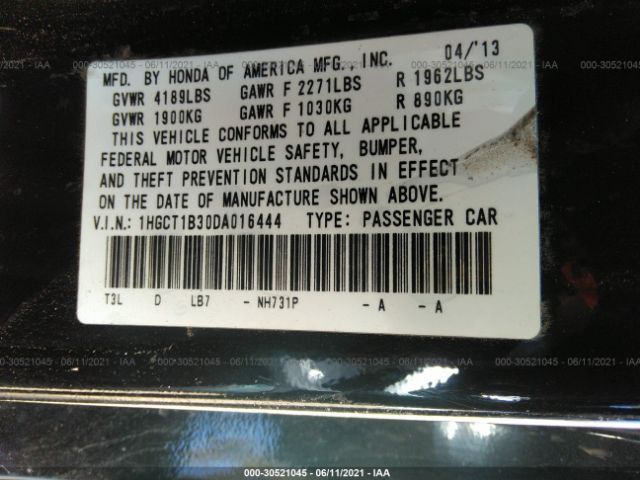 04/'13
MFD. BY HONDA OF AMERICA MFG., INC.
GVWR 4189LBS GAWR F 2271LBS R 1962LBS
GVWR 1900KG GAWR F 1030KG R 890KG
THIS VEHICLE CONFORMS TO ALL APPLICABLE
FEDERAL MOTOR VEHICLE SAFETY, BUMPER,
AND THEFT PREVENTION STANDARDS IN EFFECT
ON THE DATE OF MANUFACTURE SHOWN ABOVE.
V.I.N.: 1HGCT1B30DA016444 TYPE: PASSENGER CAR
T3L D LB7 - NH731P - A - A
000-30521045 - 06/11/2021 - IAA